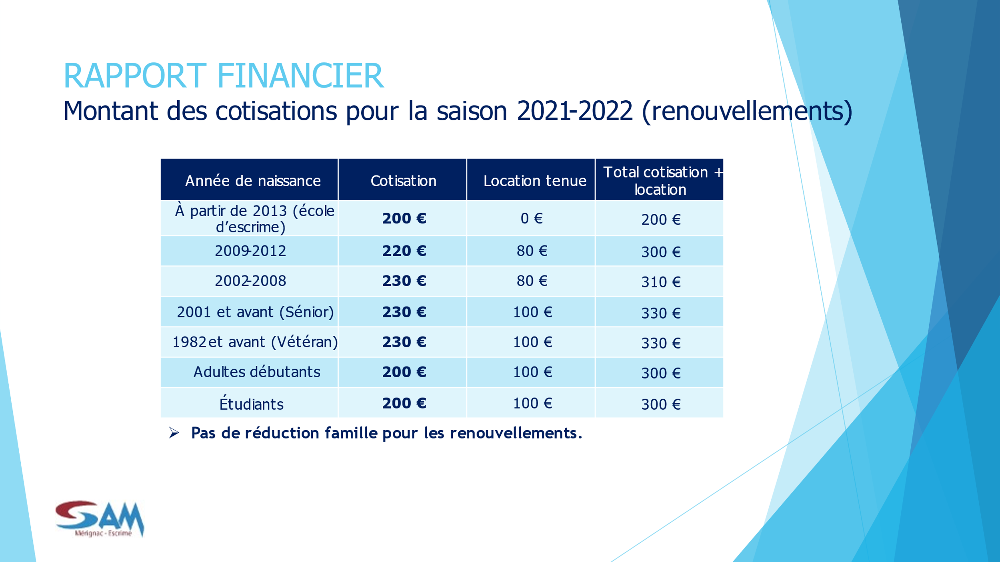 RAPPORT FINANCIER
Montant des cotisations pour la saison 2021-2022 (renouvellements)
Année de naissance Cotisation Location tenue Total cotisation + location
À partir de 2013 (école d’escrime) 200 € 0 € 200 €
2009-2012 220 € 80 € 300 €
2002-2008 230 € 80 € 310 €
2001 et avant (Sénior) 230 € 100 € 330 €
1982 et avant (Vétéran) 230 € 100 € 330 €
Adultes débutants 200 € 100 € 300 €
Étudiants 200 € 100 € 300 €
➢ Pas de réduction famille pour les renouvellements.
SAM
Mérignac - Escrime